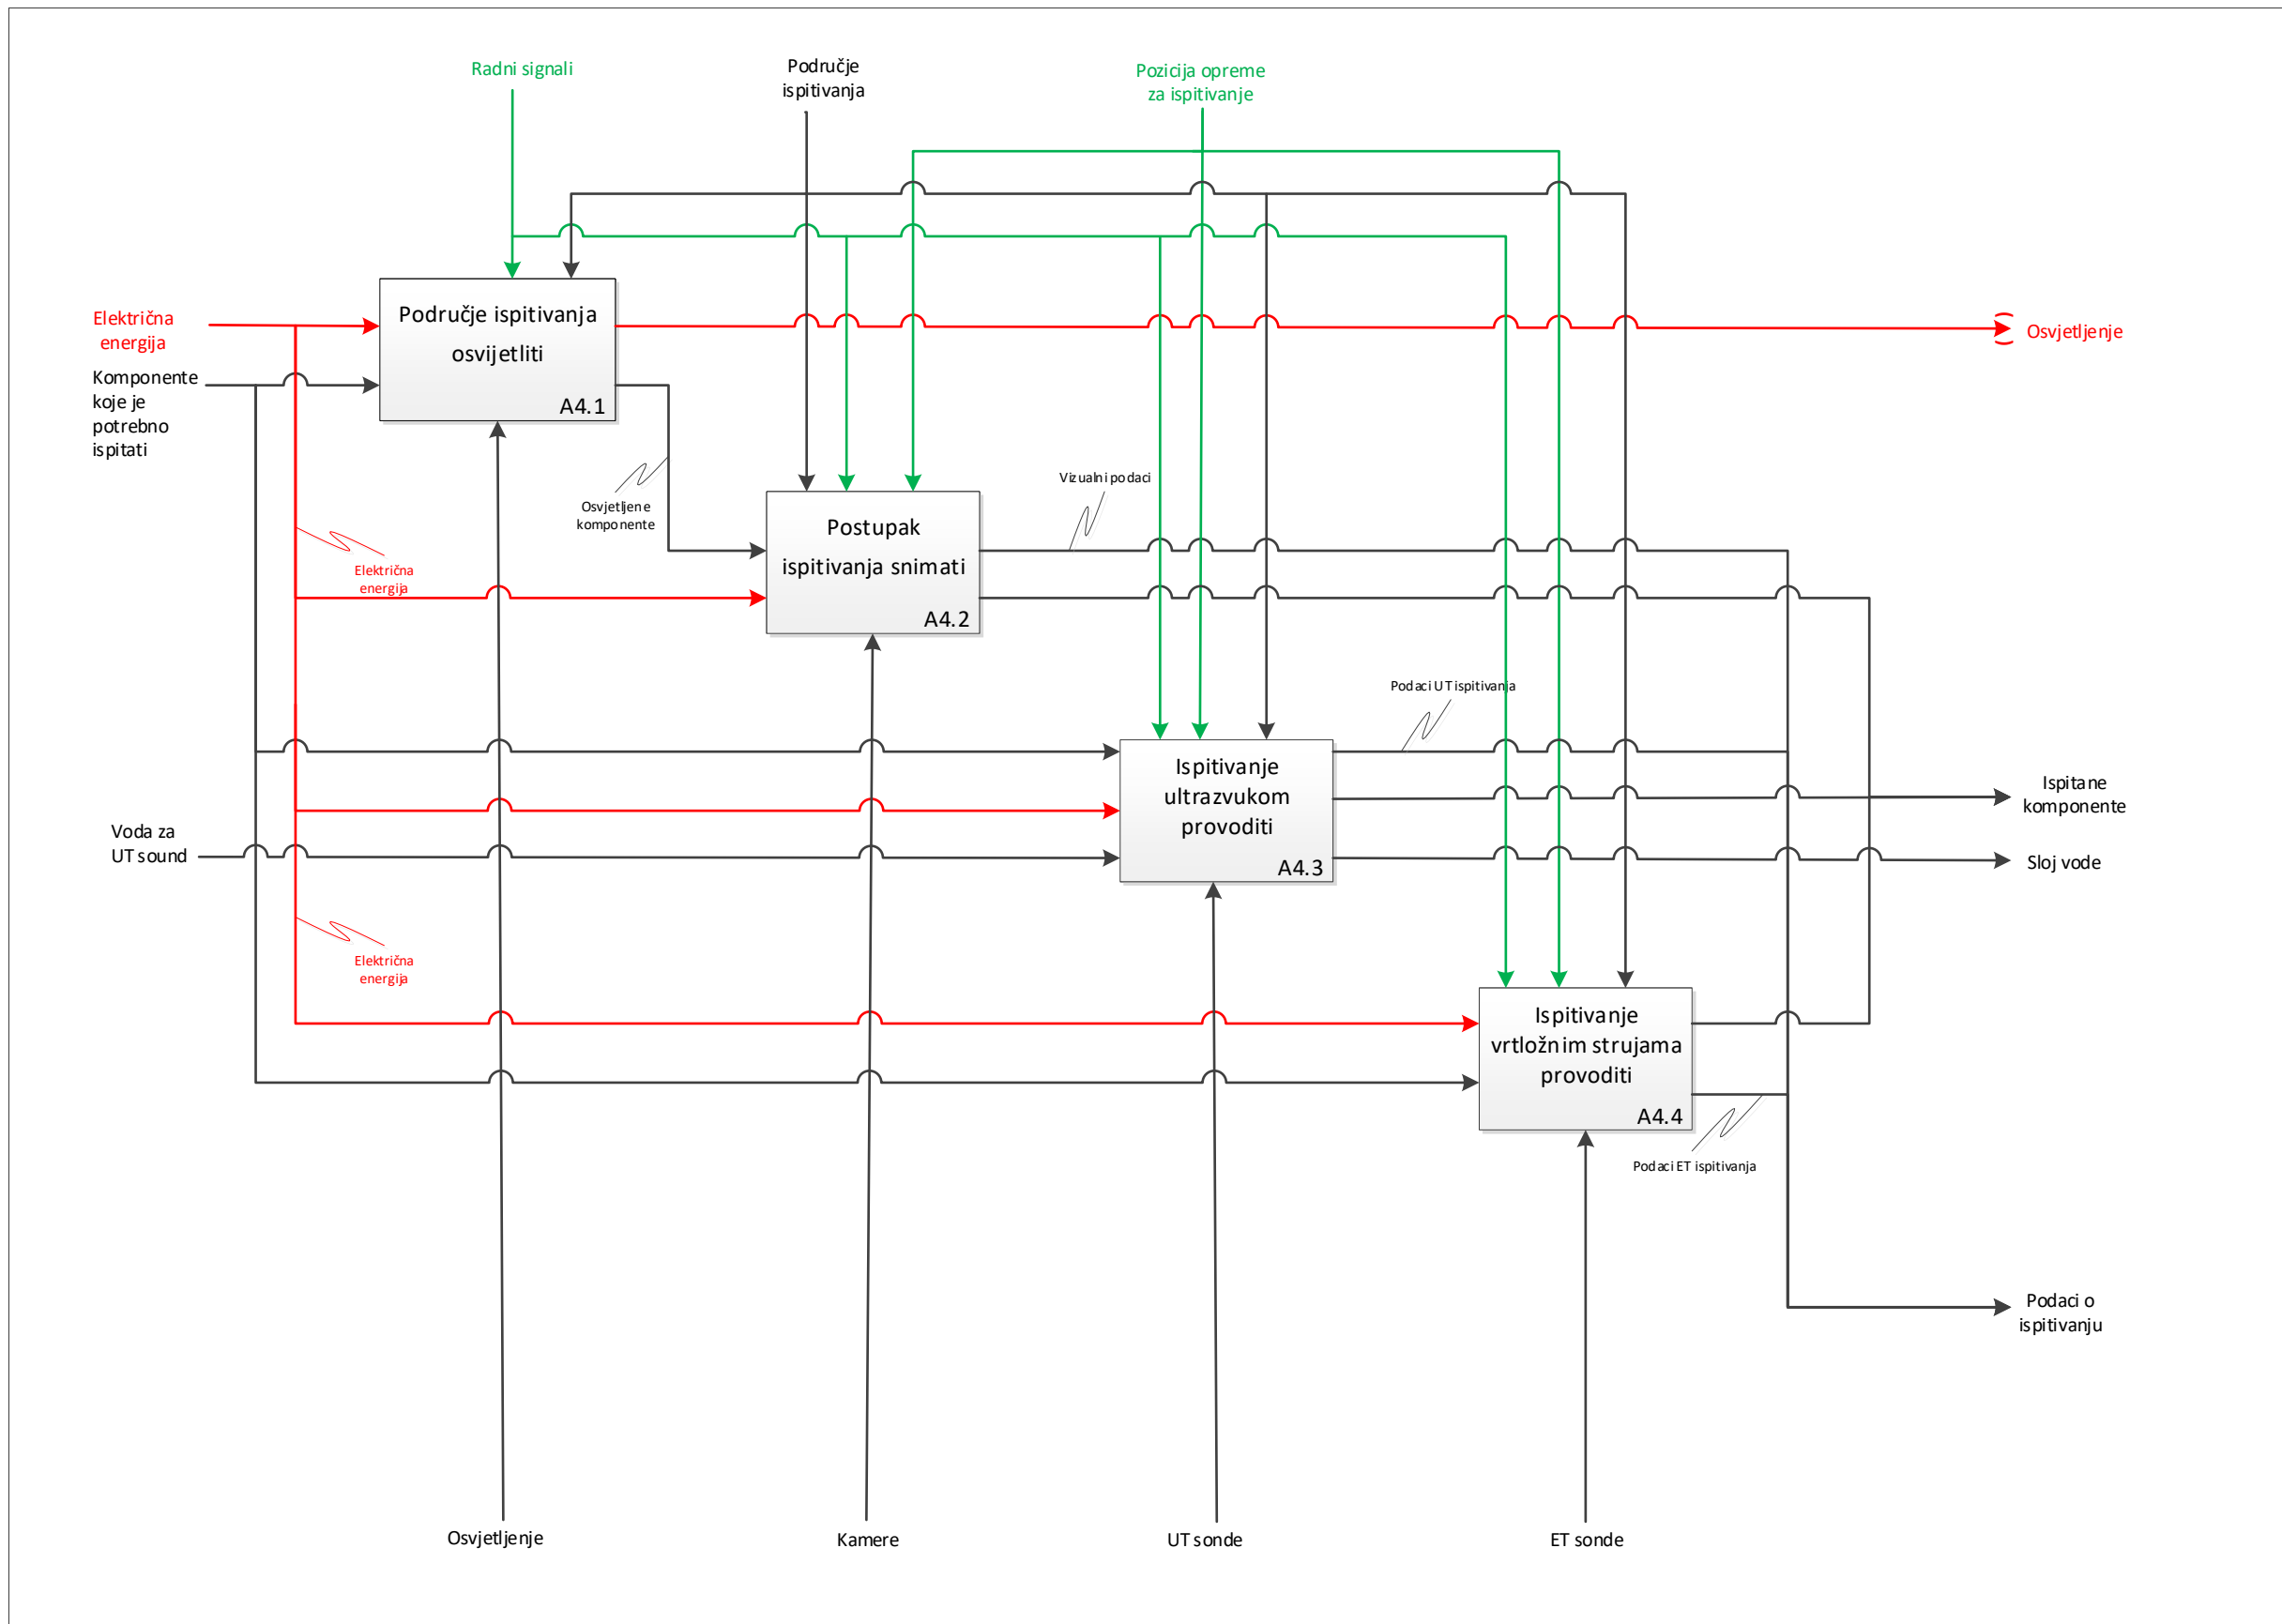 Radni signali
Područje
ispitivanja
Pozicija opreme
za ispitivanje
Električna
energija
Komponente
koje je
potrebno
ispitati
Područje ispitivanja
osvijetliti
A4.1
Osvjetljenje
Osvjetljene
komponente
Postupak
ispitivanja snimati
A4.2
Vizualni podaci
Električna
energija
Podaci UT ispitivanja
Ispitivanje
ultrazvukom
provoditi
A4.3
Voda za
UT sound
Ispitane
komponente
Sloj vode
Električna
energija
Ispitivanje
vrtložnim strujama
provoditi
A4.4
Podaci ET ispitivanja
Podaci o
ispitivanju
Osvjetljenje
Kamere
UT sonde
ET sonde